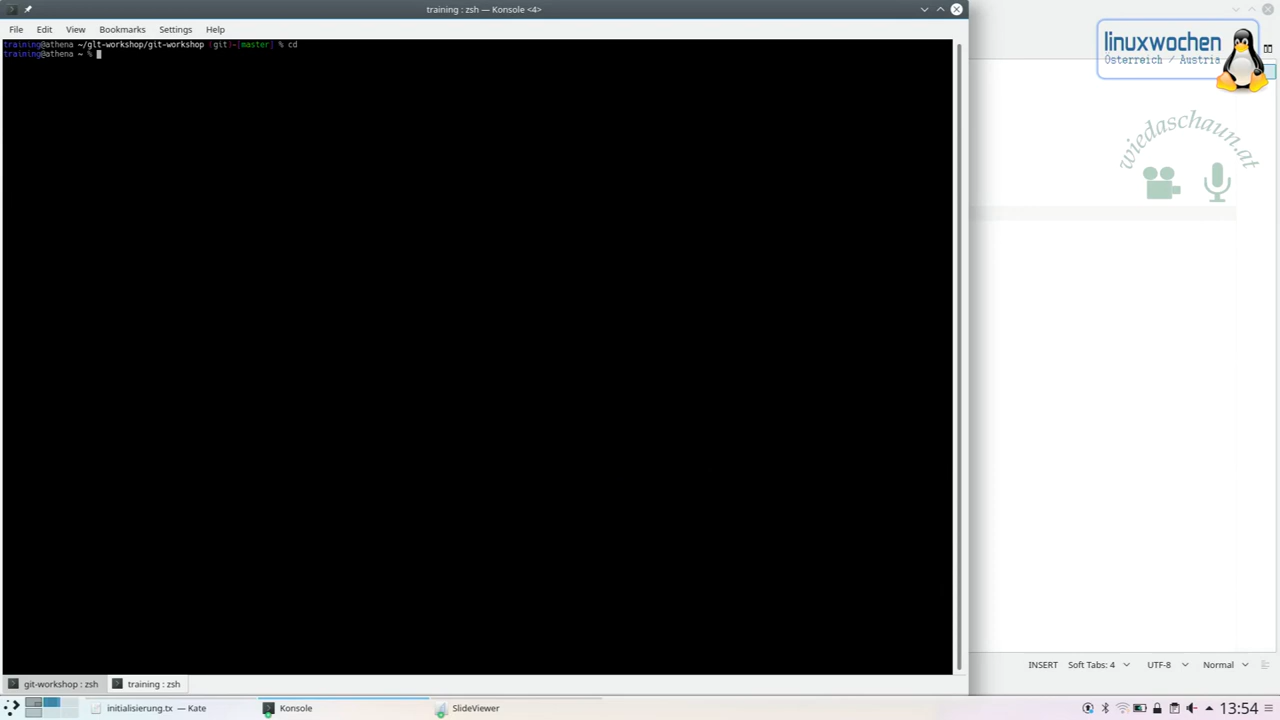 training : zsh — Konsole <4>
File Edit View Bookmarks Settings Help
training@athena ~/glt-workshop/git-workshop (git)-[master] % cd
training@athena ~ %
linuxwochen
Österreich / Austria
wiedaschaun.at
INSERT Soft Tabs: 4 UTF-8 Normal
git-workshop : zsh training : zsh
initialisierung.tx — Kate Konsole SlideViewer 13:54